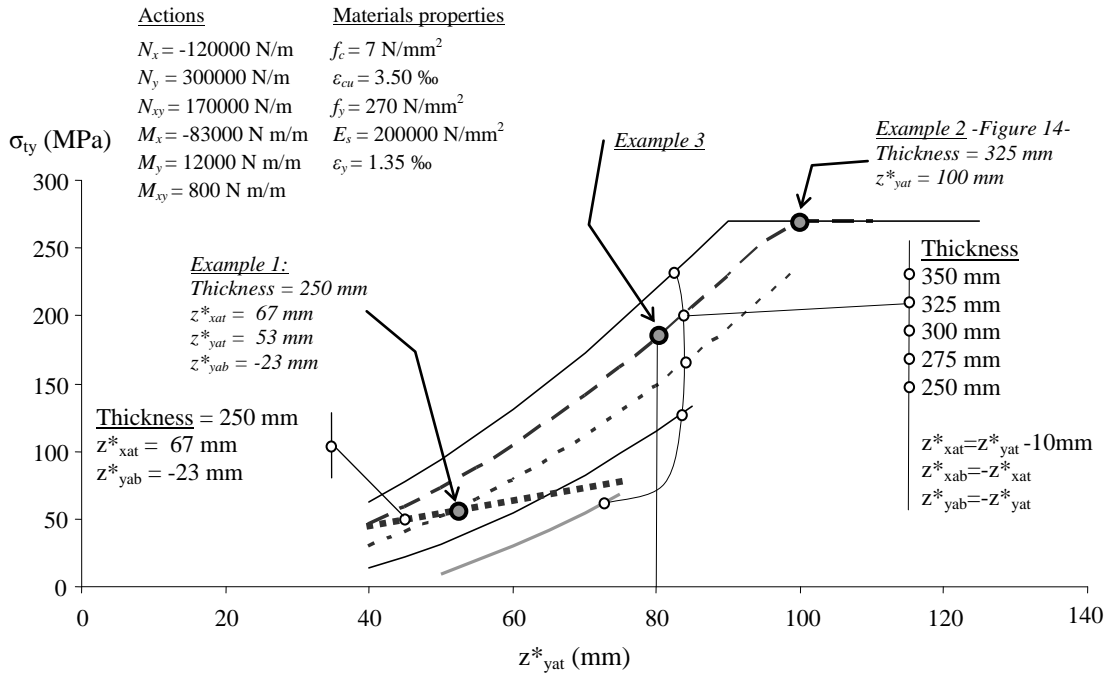 Actions
N_x = -120000 N/m
N_y = 300000 N/m
N_xy = 170000 N/m
M_x = -83000 N m/m
M_y = 12000 N m/m
M_xy = 800 N m/m
Materials properties
f_c = 7 N/mm²
ε_cu = 3.50 ‰
f_y = 270 N/mm²
E_s = 200000 N/mm²
ε_y = 1.35 ‰
σ_ty (MPa)
Example 3
Example 2 -Figure 14-
Thickness = 325 mm
z*_yat = 100 mm
Example 1:
Thickness = 250 mm
z*_xat = 67 mm
z*_yat = 53 mm
z*_yab = -23 mm
Thickness = 250 mm
z*_xat = 67 mm
z*_yab = -23 mm
Thickness
350 mm
325 mm
300 mm
275 mm
250 mm
z*_xat=z*_yat -10mm
z*_xab=-z*_xat
z*_yab=-z*_yat
300
250
200
150
100
50
0
0 20 40 60 80 100 120 140
z*_yat (mm)